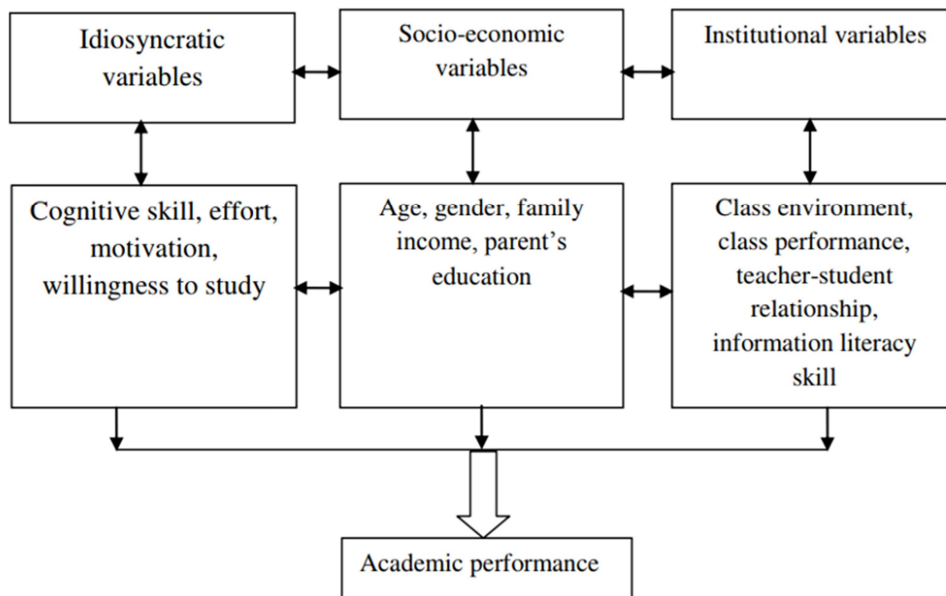 Idiosyncratic
variables
Socio-economic
variables
Institutional variables
Cognitive skill, effort,
motivation,
willingness to study
Age, gender, family
income, parent’s
education
Class environment,
class performance,
teacher-student
relationship,
information literacy
skill
Academic performance